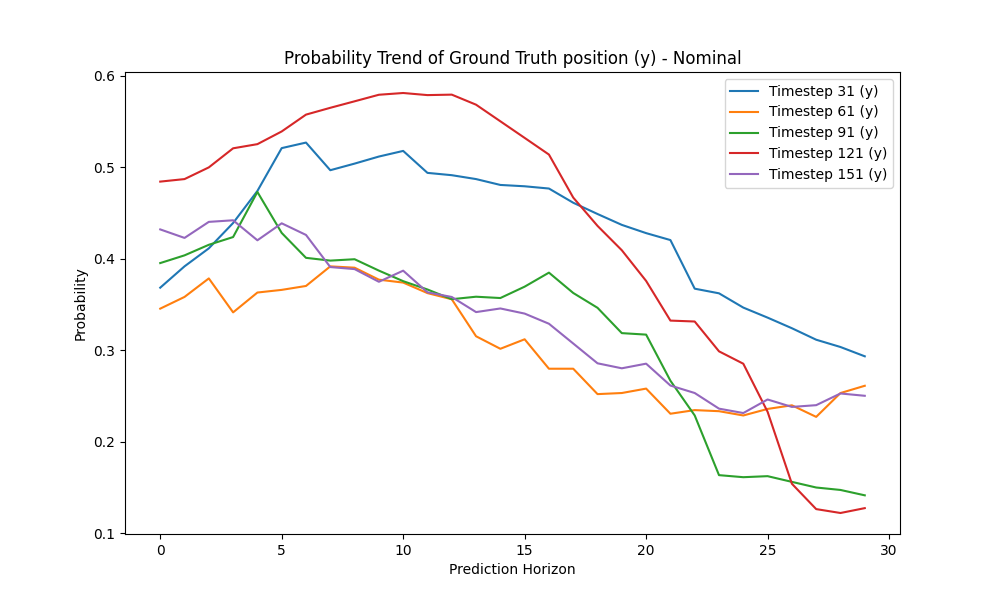 Probability Trend of Ground Truth position (y) - Nominal
Timestep 31 (y)
Timestep 61 (y)
Timestep 91 (y)
Timestep 121 (y)
Timestep 151 (y)
Probability
0.6
0.5
0.4
0.3
0.2
0.1
0 5 10 15 20 25 30
Prediction Horizon